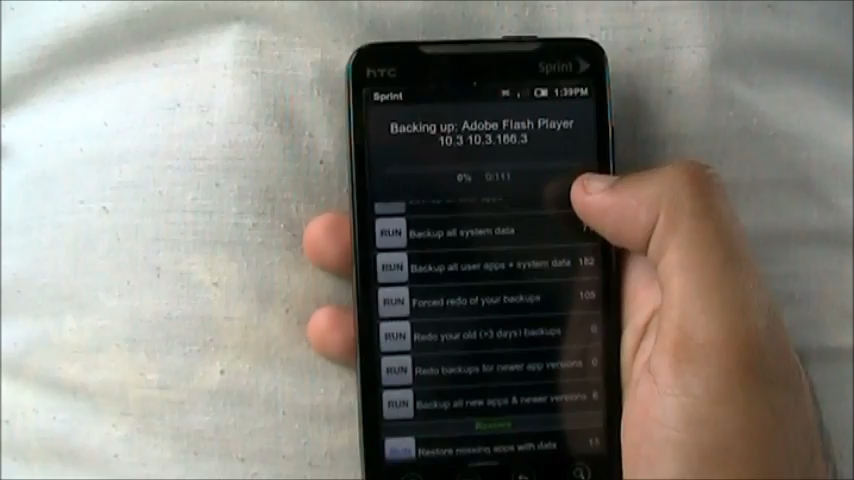 hTC
Sprint
Sprint 1:39PM
Backing up: Adobe Flash Player
10.3 10.3.186.3
0% 0:111
RUN Backup all system data
RUN Backup all user apps + system data 182
RUN Forced redo of your backups 105
RUN Redo your old (>3 days) backups 0
RUN Redo backups for newer app versions 0
RUN Backup all new apps & newer versions 6
Restore
RUN Restore missing apps with data 11